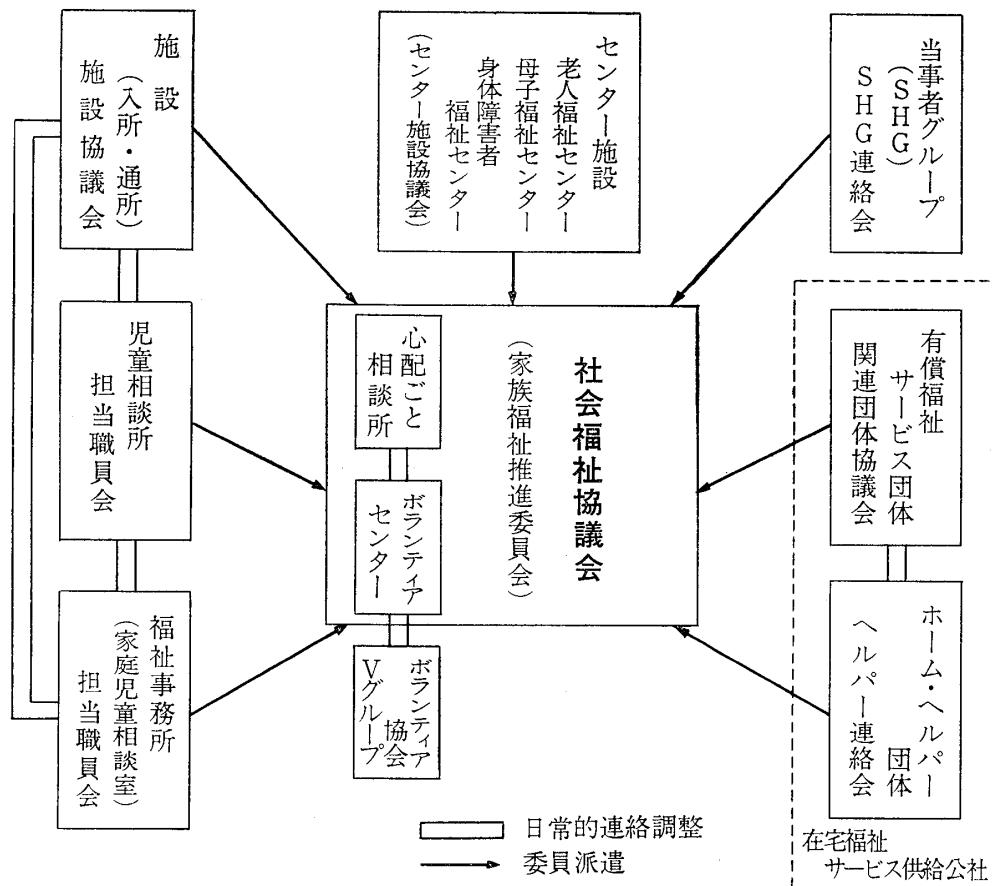 施設
（入所・通所）
施設協議会
センター施設
老人福祉センター
母子福祉センター
身体障害者
福祉センター
（センター施設協議会）
当事者グループ
（SHG）
SHG連絡会
児童相談所
担当職員会
社会福祉協議会
（家族福祉推進委員会）
心配ごと
相談所
ボランティア
センター
ボランティア
協会
Vグループ
有償福祉
サービス団体
関連団体協議会
福祉事務所
（家庭児童相談室）
担当職員会
ホーム・ヘルパー
団体
ヘルパー連絡会
日常的連絡調整
委員派遣
在宅福祉
サービス供給公社